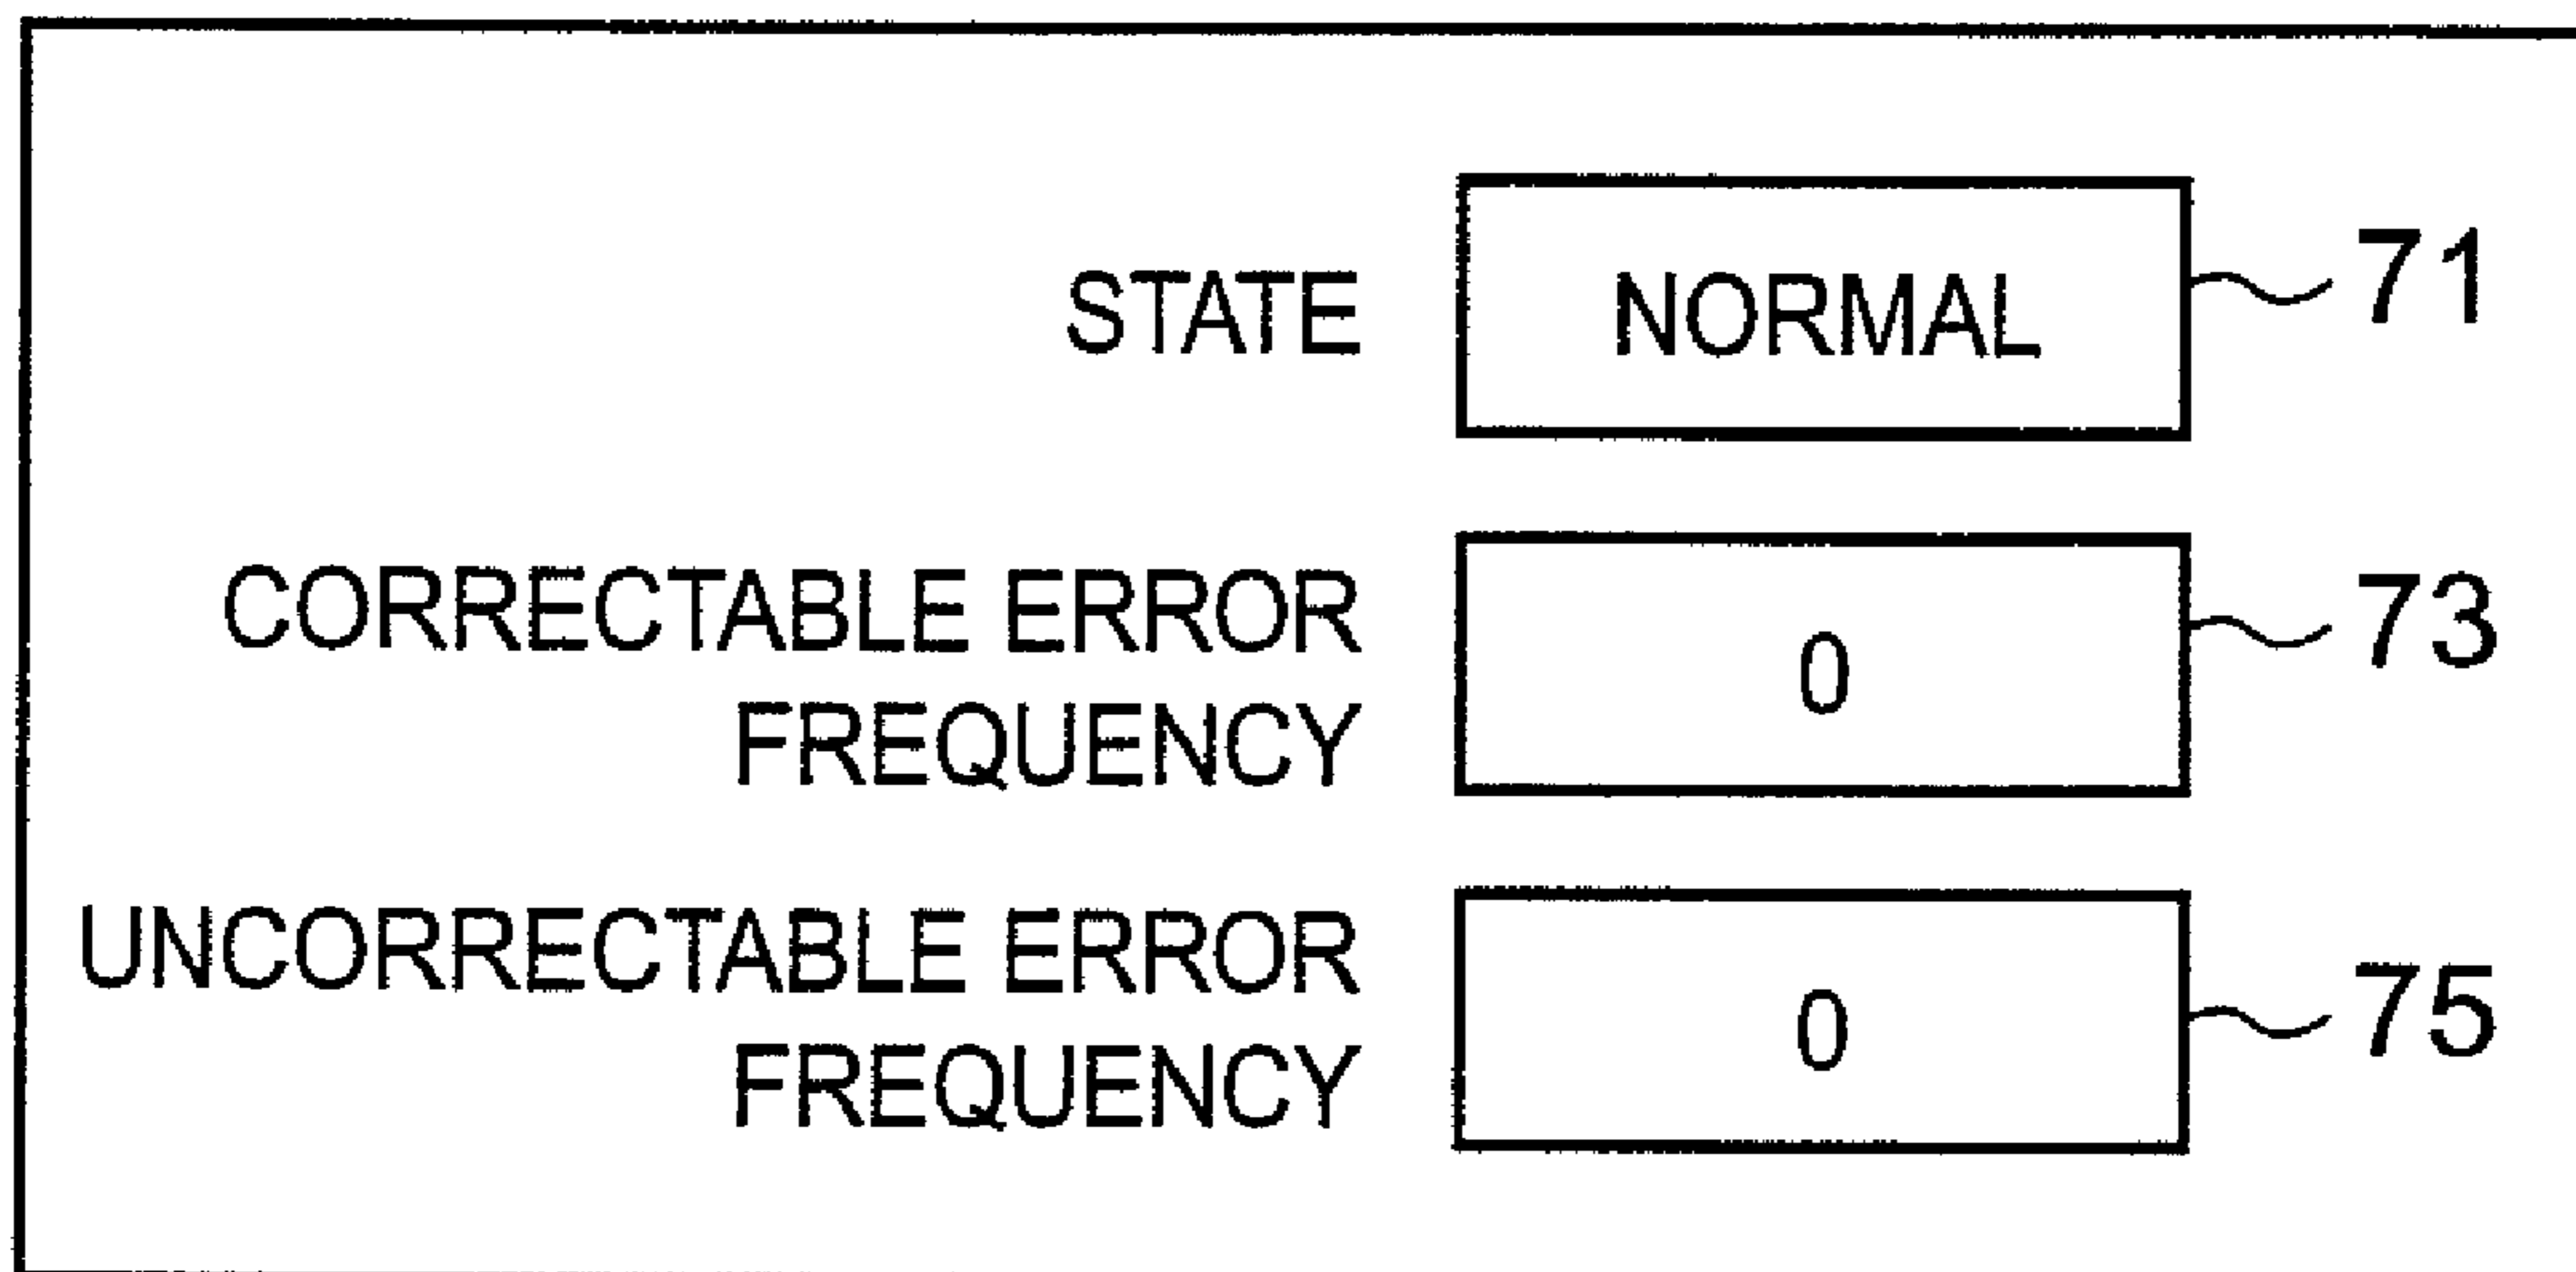 STATE NORMAL 71
CORRECTABLE ERROR
FREQUENCY 0 73
UNCORRECTABLE ERROR
FREQUENCY 0 75